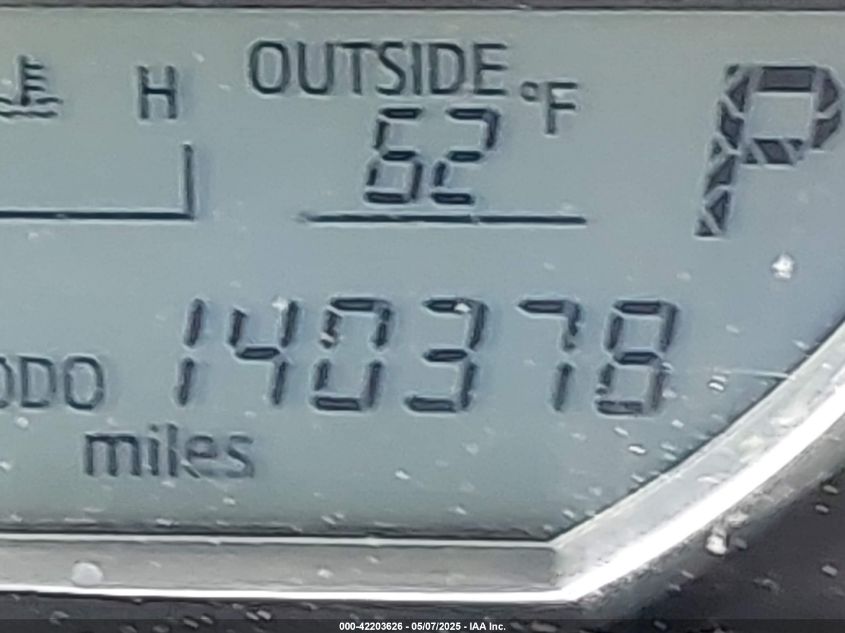 H
OUTSIDE
62 °F
P
ODO 140378
miles
000-42203626 - 05/07/2025 - IAA Inc.